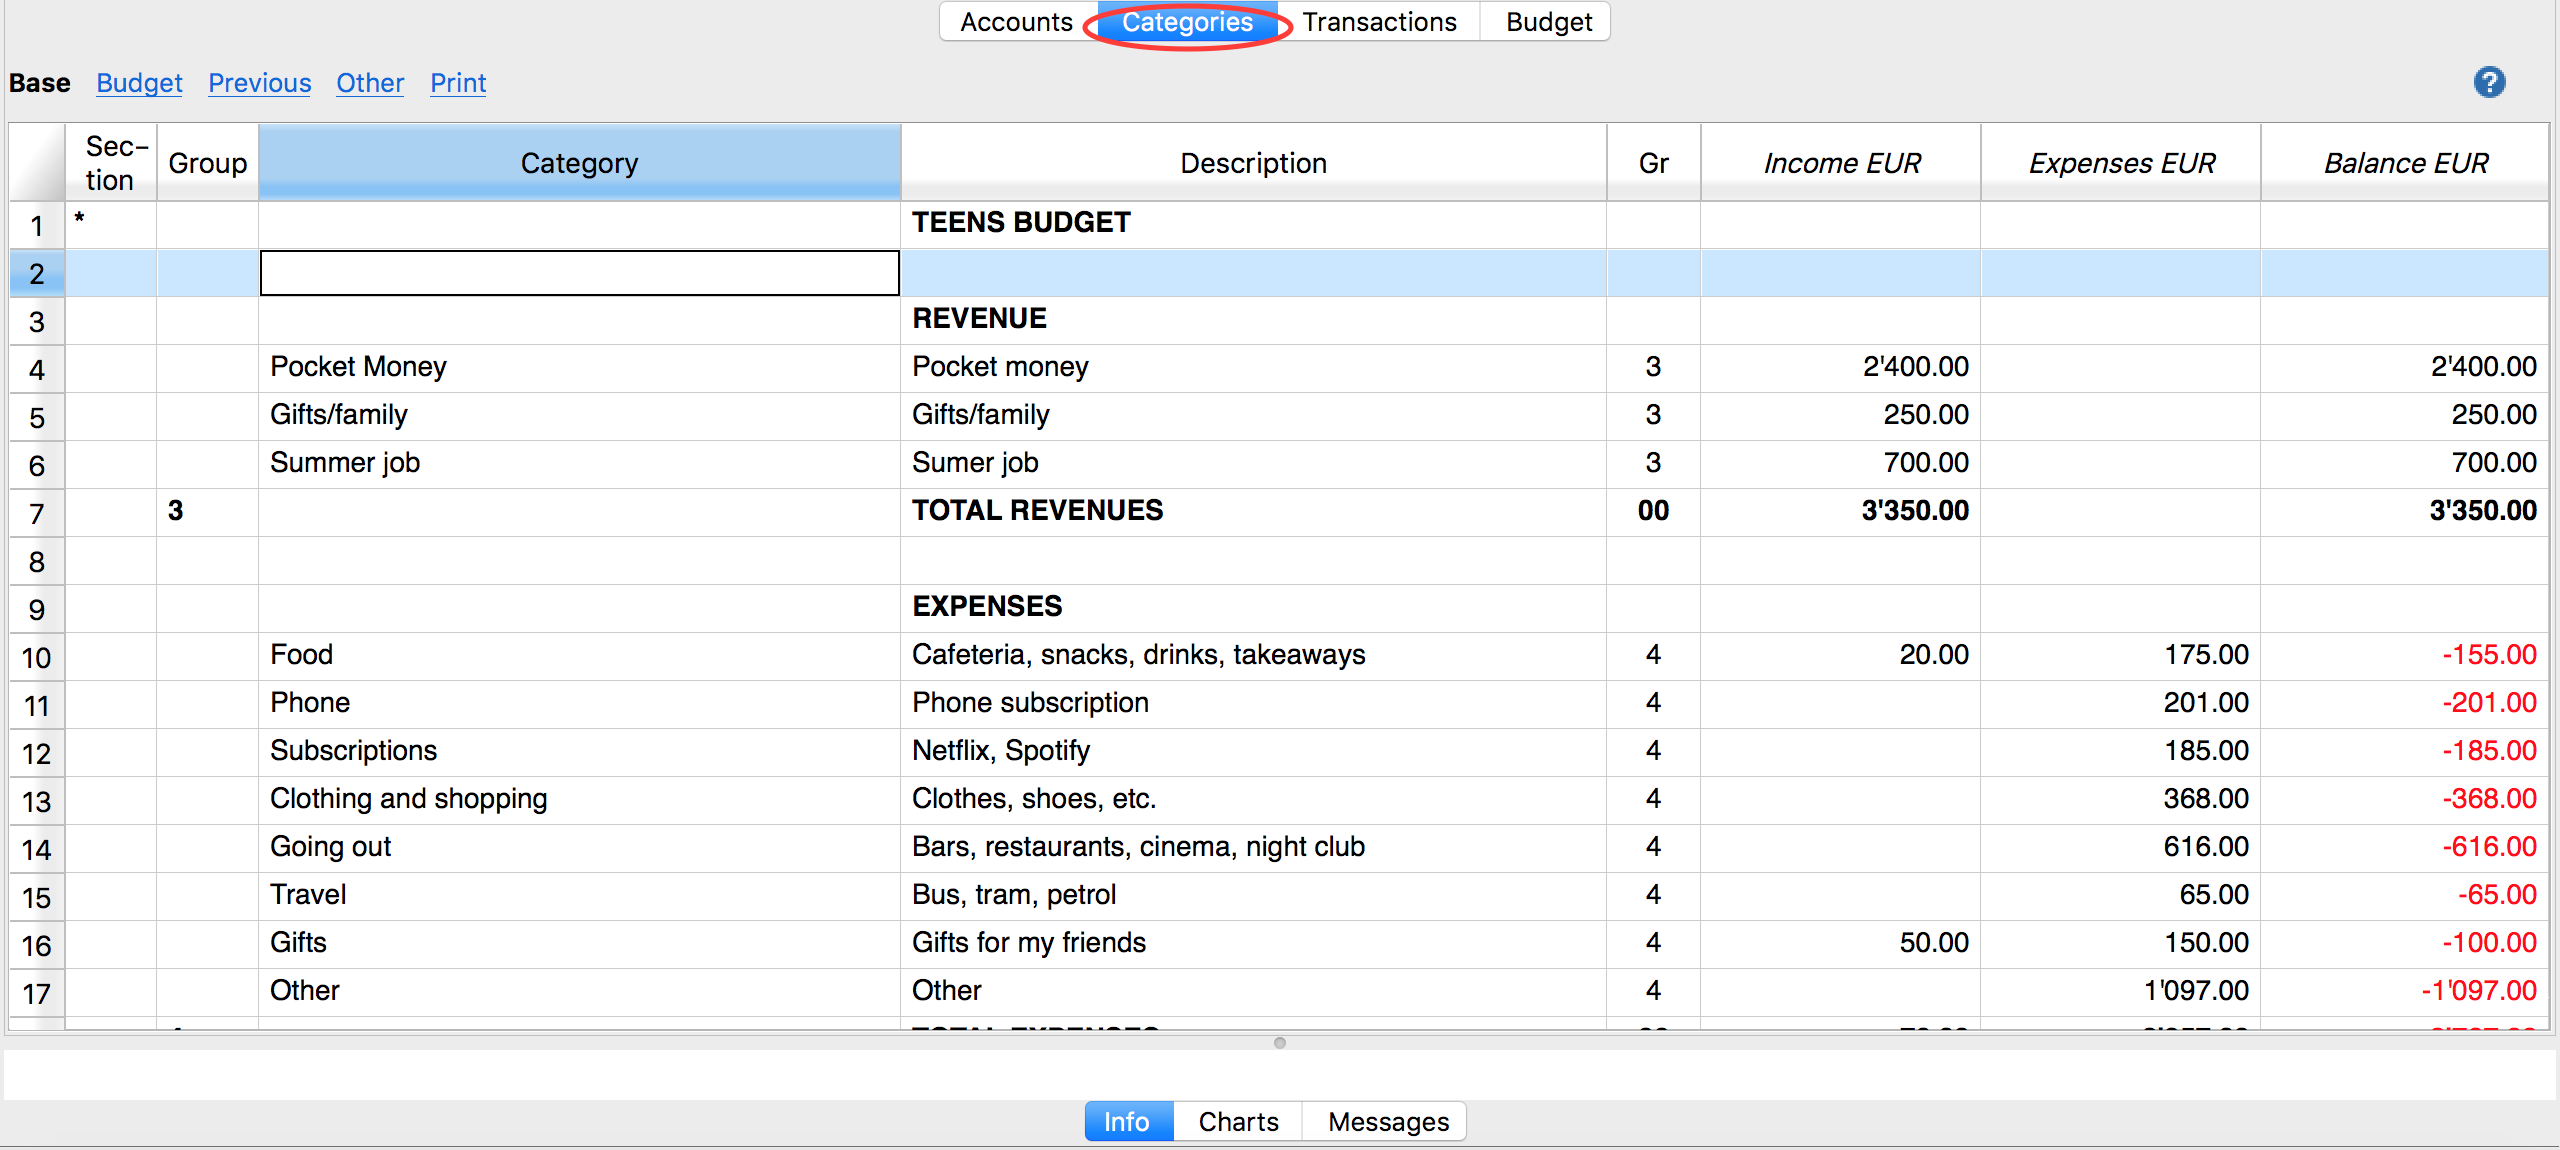 Accounts Categories Transactions Budget
Base Budget Previous Other Print ?
Sec-
tion Group Category Description Gr Income EUR Expenses EUR Balance EUR
1 * TEENS BUDGET
2
3 REVENUE
4 Pocket Money Pocket money 3 2'400.00 2'400.00
5 Gifts/family Gifts/family 3 250.00 250.00
6 Summer job Sumer job 3 700.00 700.00
7 3 TOTAL REVENUES 00 3'350.00 3'350.00
8
9 EXPENSES
10 Food Cafeteria, snacks, drinks, takeaways 4 20.00 175.00 -155.00
11 Phone Phone subscription 4 201.00 -201.00
12 Subscriptions Netflix, Spotify 4 185.00 -185.00
13 Clothing and shopping Clothes, shoes, etc. 4 368.00 -368.00
14 Going out Bars, restaurants, cinema, night club 4 616.00 -616.00
15 Travel Bus, tram, petrol 4 65.00 -65.00
16 Gifts Gifts for my friends 4 50.00 150.00 -100.00
17 Other Other 4 1'097.00 -1'097.00
TOTAL EXPENSES
Info Charts Messages